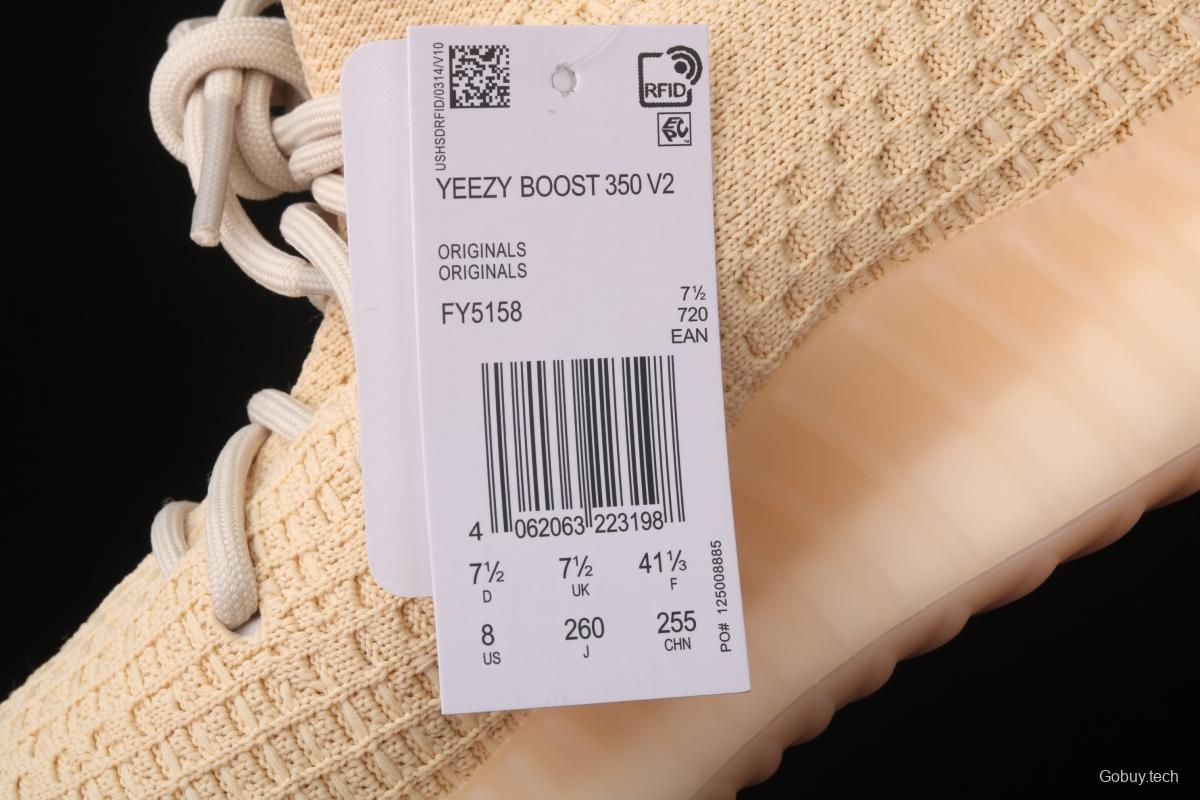 USHSDRFID/0314/V10
RFID
EPC
YEEZY BOOST 350 V2
ORIGINALS
ORIGINALS
FY5158
7½
720
EAN
4 062063 223198
7½ 7½ 41⅓
D UK F
8 260 255
US J CHN
PO# 125008885
Gobuy.tech